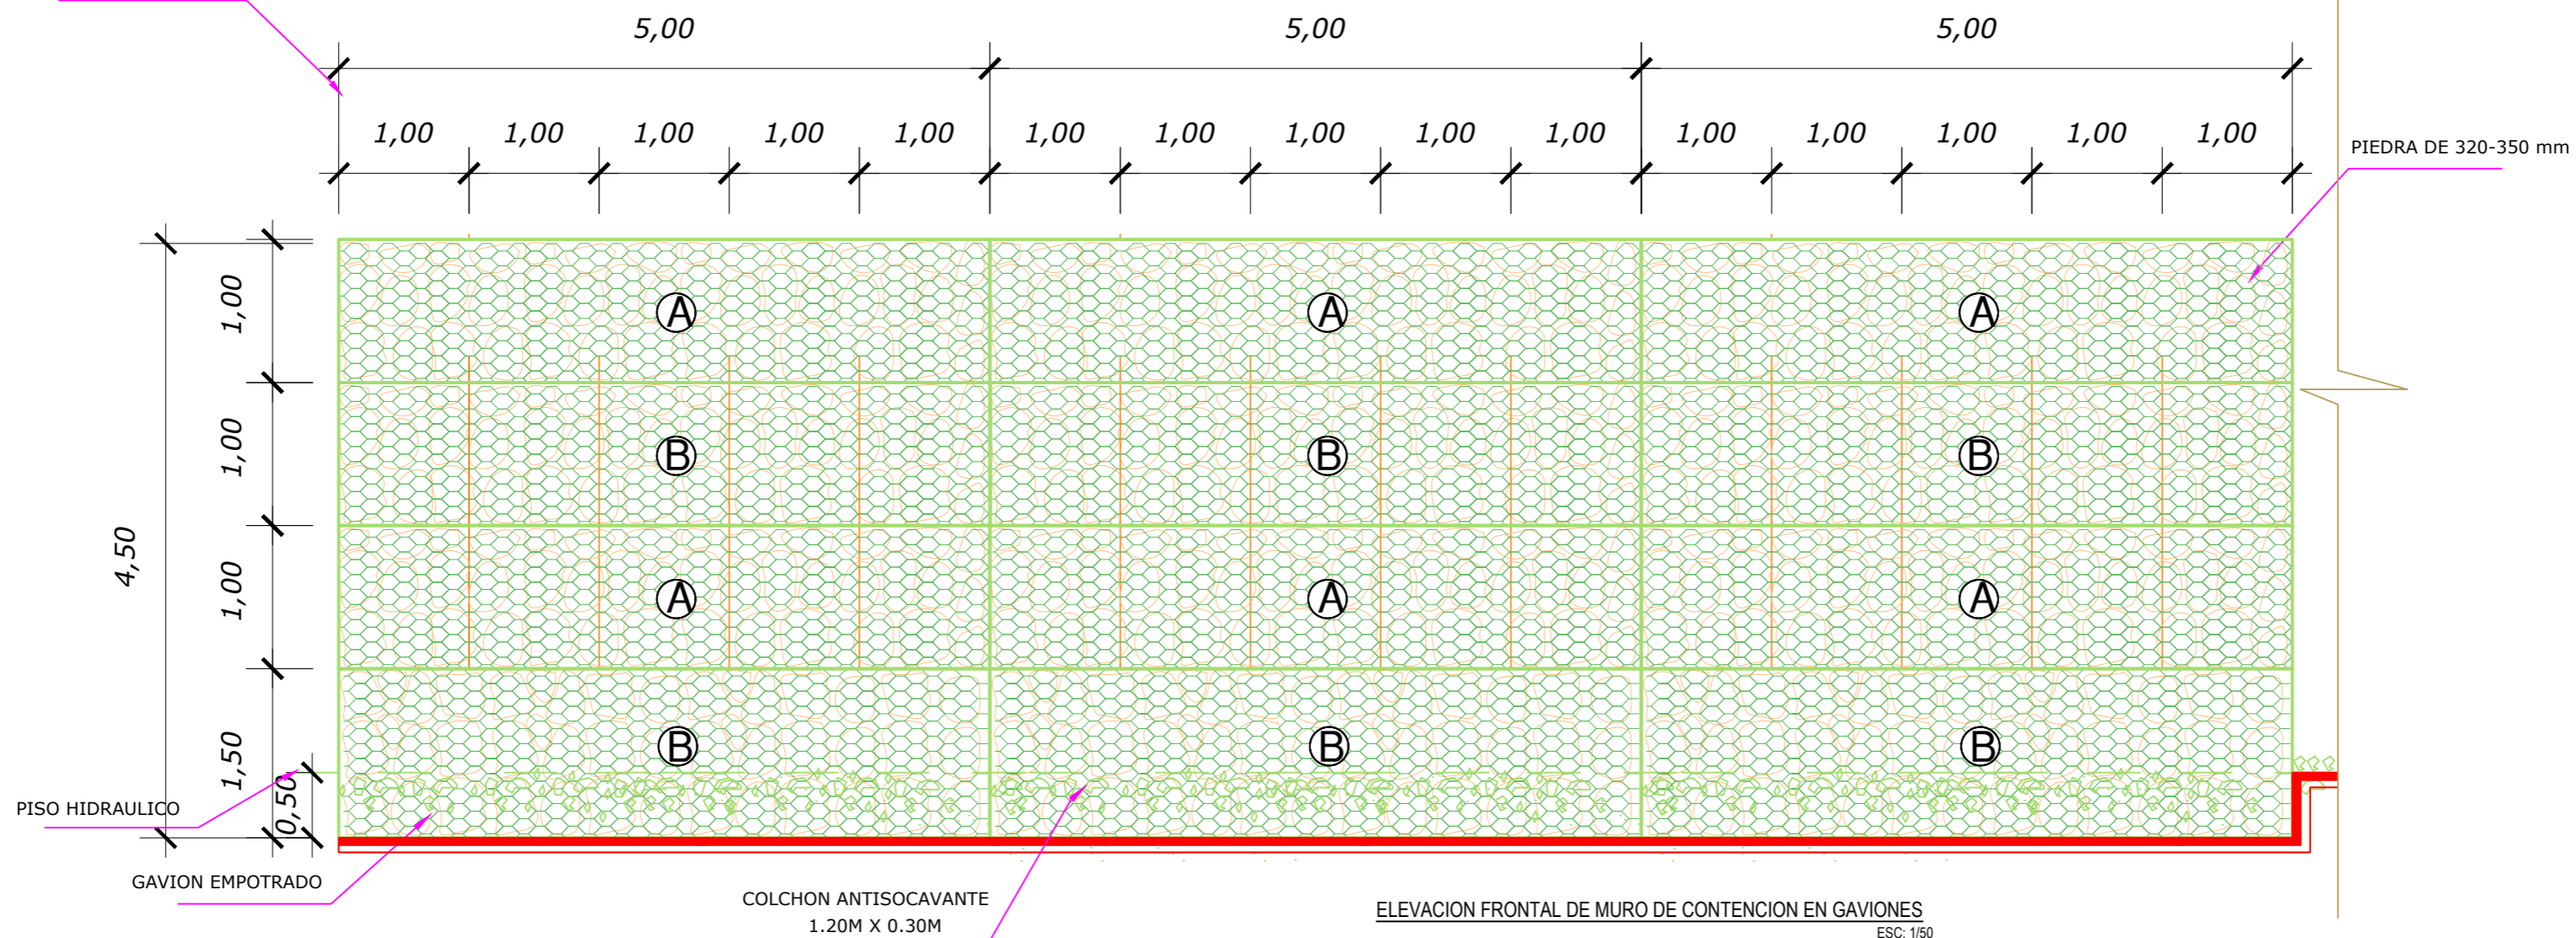 5,00 5,00 5,00
1,00 1,00 1,00 1,00 1,00 1,00 1,00 1,00 1,00 1,00 1,00 1,00 1,00 1,00 1,00
PIEDRA DE 320-350 mm
1,00
A A A
1,00
B B B
4,50
1,00
A A A
1,50
B B B
0,50
PISO HIDRAULICO
GAVION EMPOTRADO
COLCHON ANTISOCAVANTE
1.20M X 0.30M
ELEVACION FRONTAL DE MURO DE CONTENCION EN GAVIONES
ESC: 1/50